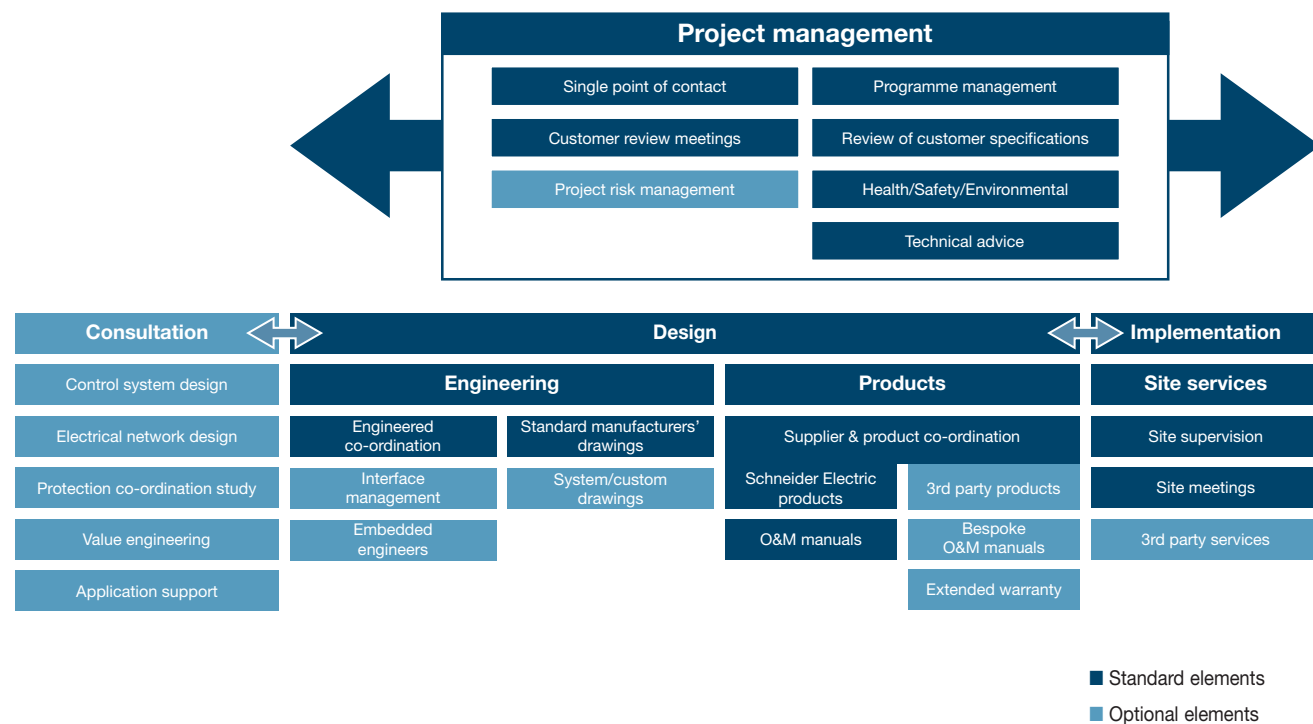 Project management
Single point of contact
Programme management
Customer review meetings
Review of customer specifications
Project risk management
Health/Safety/Environmental
Technical advice
Consultation
Design
Implementation
Control system design
Engineering
Products
Site services
Electrical network design
Engineered
co-ordination
Standard manufacturers’
drawings
Supplier & product co-ordination
Site supervision
Protection co-ordination study
Interface
management
System/custom
drawings
Schneider Electric
products
3rd party products
Site meetings
Value engineering
Embedded
engineers
O&M manuals
Bespoke
O&M manuals
3rd party services
Application support
Extended warranty
Standard elements
Optional elements